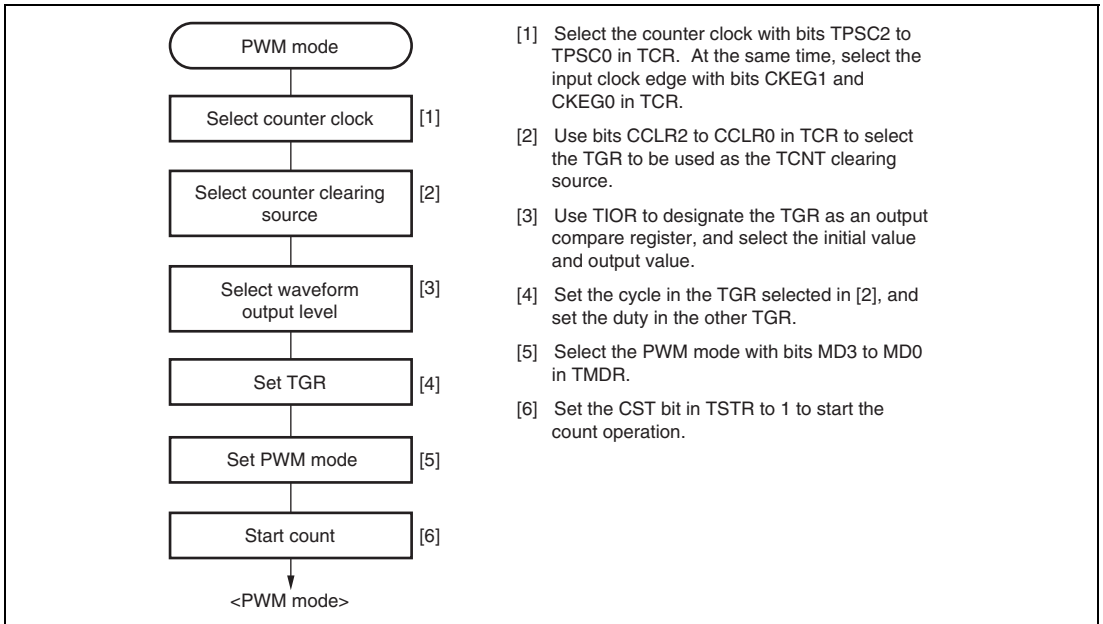 PWM mode
Select counter clock [1]
Select counter clearing
source
[2]
Select waveform
output level
[3]
Set TGR [4]
Set PWM mode [5]
Start count [6]
<PWM mode>
[1] Select the counter clock with bits TPSC2 to
TPSC0 in TCR. At the same time, select the
input clock edge with bits CKEG1 and
CKEG0 in TCR.
[2] Use bits CCLR2 to CCLR0 in TCR to select
the TGR to be used as the TCNT clearing
source.
[3] Use TIOR to designate the TGR as an output
compare register, and select the initial value
and output value.
[4] Set the cycle in the TGR selected in [2], and
set the duty in the other TGR.
[5] Select the PWM mode with bits MD3 to MD0
in TMDR.
[6] Set the CST bit in TSTR to 1 to start the
count operation.